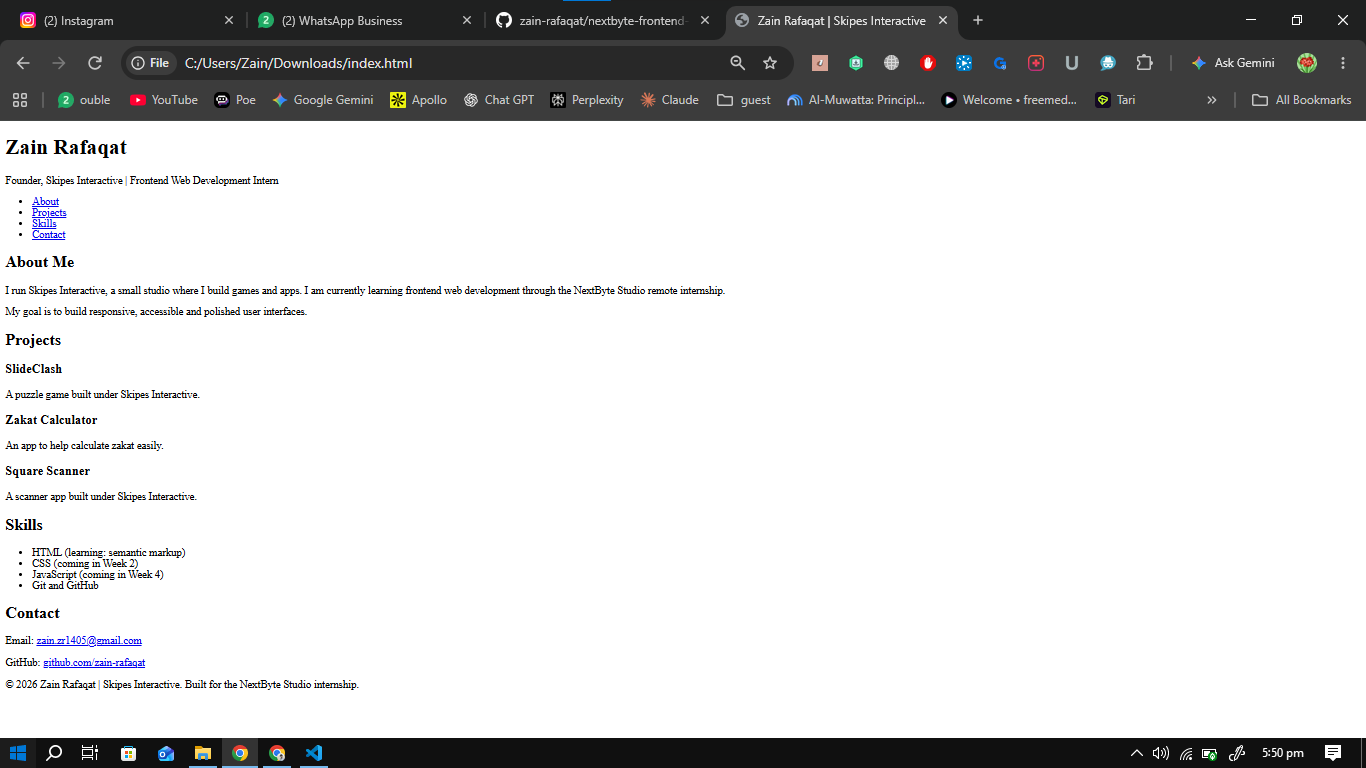 (2) Instagram
2
(2) WhatsApp Business
zain-rafaqat/nextbyte-frontend-
Zain Rafaqat | Skipes Interactive
File
C:/Users/Zain/Downloads/index.html
Ask Gemini
2
ouble
YouTube
Poe
Google Gemini
Apollo
Chat GPT
Perplexity
Claude
guest
Al-Muwatta: Principl...
Welcome • freemed...
Tari
All Bookmarks
Zain Rafaqat
Founder, Skipes Interactive | Frontend Web Development Intern
• About
• Projects
• Skills
• Contact
About Me
I run Skipes Interactive, a small studio where I build games and apps. I am currently learning frontend web development through the NextByte Studio remote internship.
My goal is to build responsive, accessible and polished user interfaces.
Projects
SlideClash
A puzzle game built under Skipes Interactive.
Zakat Calculator
An app to help calculate zakat easily.
Square Scanner
A scanner app built under Skipes Interactive.
Skills
• HTML (learning: semantic markup)
• CSS (coming in Week 2)
• JavaScript (coming in Week 4)
• Git and GitHub
Contact
Email: zain.zr1405@gmail.com
GitHub: github.com/zain-rafaqat
© 2026 Zain Rafaqat | Skipes Interactive. Built for the NextByte Studio internship.
5:50 pm